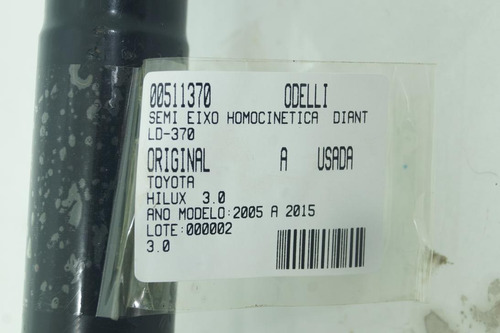 00511370 ODELLI
SEMI EIXO HOMOCINETICA DIANT
LD-370
ORIGINAL A USADA
TOYOTA
HILUX 3.0
ANO MODELO:2005 A 2015
LOTE:000002
3.0